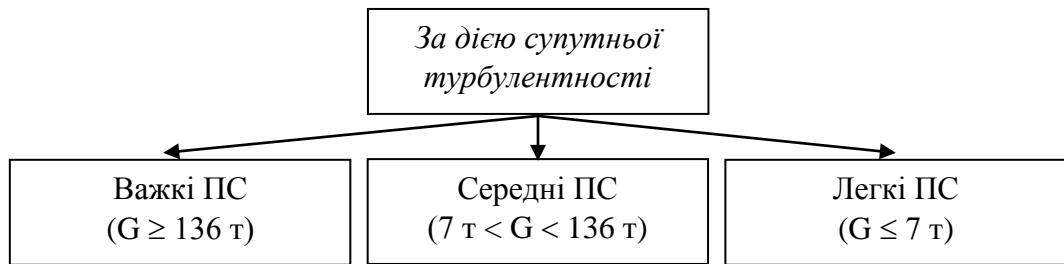 За дією супутньої
турбулентності
Важкі ПС
(G ≥ 136 т)
Середні ПС
(7 т < G < 136 т)
Легкі ПС
(G ≤ 7 т)